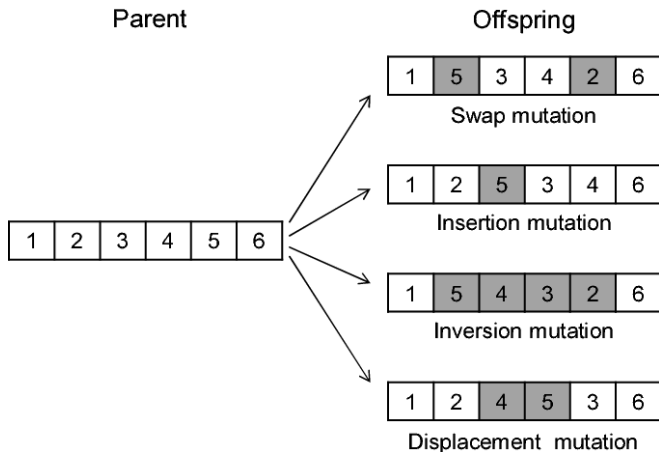 Parent
Offspring
1 5 3 4 2 6
Swap mutation
1 2 5 3 4 6
Insertion mutation
1 2 3 4 5 6
1 5 4 3 2 6
Inversion mutation
1 2 4 5 3 6
Displacement mutation